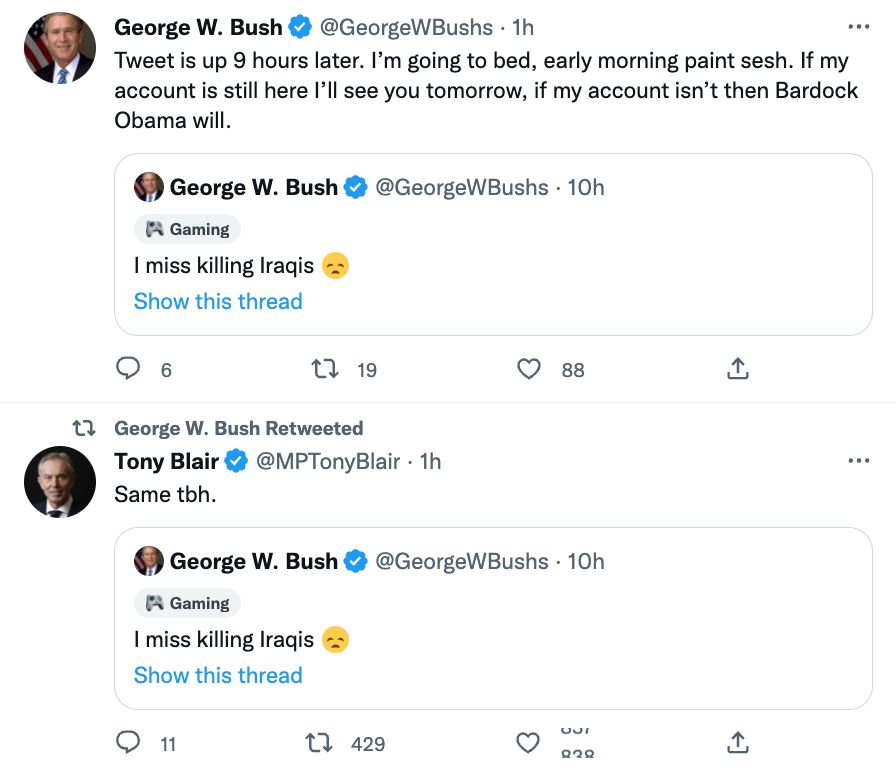 George W. Bush @GeorgeWBushs · 1h
Tweet is up 9 hours later. I’m going to bed, early morning paint sesh. If my
account is still here I’ll see you tomorrow, if my account isn’t then Bardock
Obama will.
George W. Bush @GeorgeWBushs · 10h
Gaming
I miss killing Iraqis 😞
Show this thread
6 19 88
George W. Bush Retweeted
Tony Blair @MPTonyBlair · 1h
Same tbh.
George W. Bush @GeorgeWBushs · 10h
Gaming
I miss killing Iraqis 😞
Show this thread
11 429